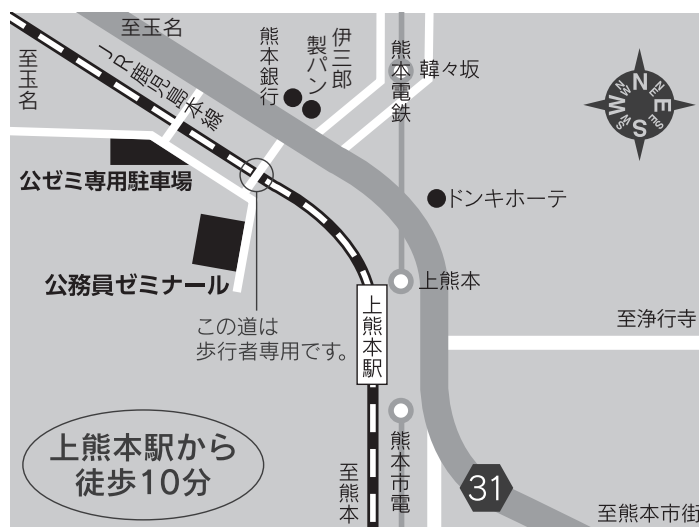 至玉名
至玉名
JR鹿児島本線
熊本銀行
伊三郎
製パン
熊本電鉄
韓々坂
N
NE
E
SE
S
SW
W
NW
公ゼミ専用駐車場
ドンキホーテ
公務員ゼミナール
上熊本
この道は
歩行者専用です。
上熊本駅
至浄行寺
上熊本駅から
徒歩10分
至熊本
熊本市電
31
至熊本市街